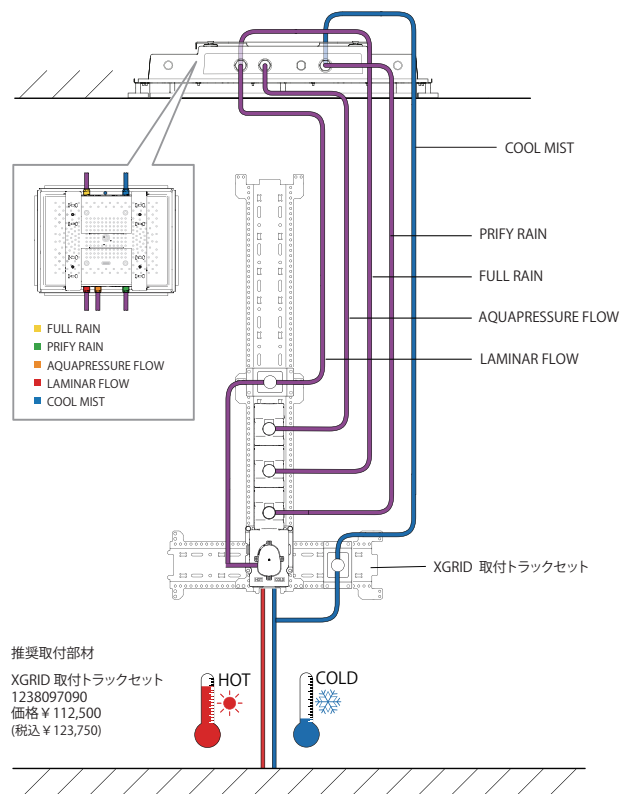 COOL MIST
PRIFY RAIN
FULL RAIN
AQUAPRESSURE FLOW
LAMINAR FLOW
FULL RAIN
PRIFY RAIN
AQUAPRESSURE FLOW
LAMINAR FLOW
COOL MIST
XGRID 取付トラックセット
HOT COLD
推奨取付部材
XGRID 取付トラックセット
1238097090
価格￥112,500
(税込￥123,750)
HOT
COLD